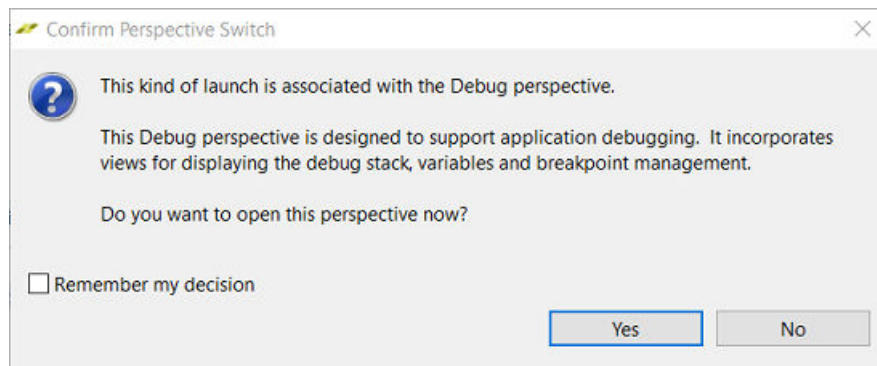 Confirm Perspective Switch
This kind of launch is associated with the Debug perspective.
This Debug perspective is designed to support application debugging. It incorporates
views for displaying the debug stack, variables and breakpoint management.
Do you want to open this perspective now?
Remember my decision
Yes No